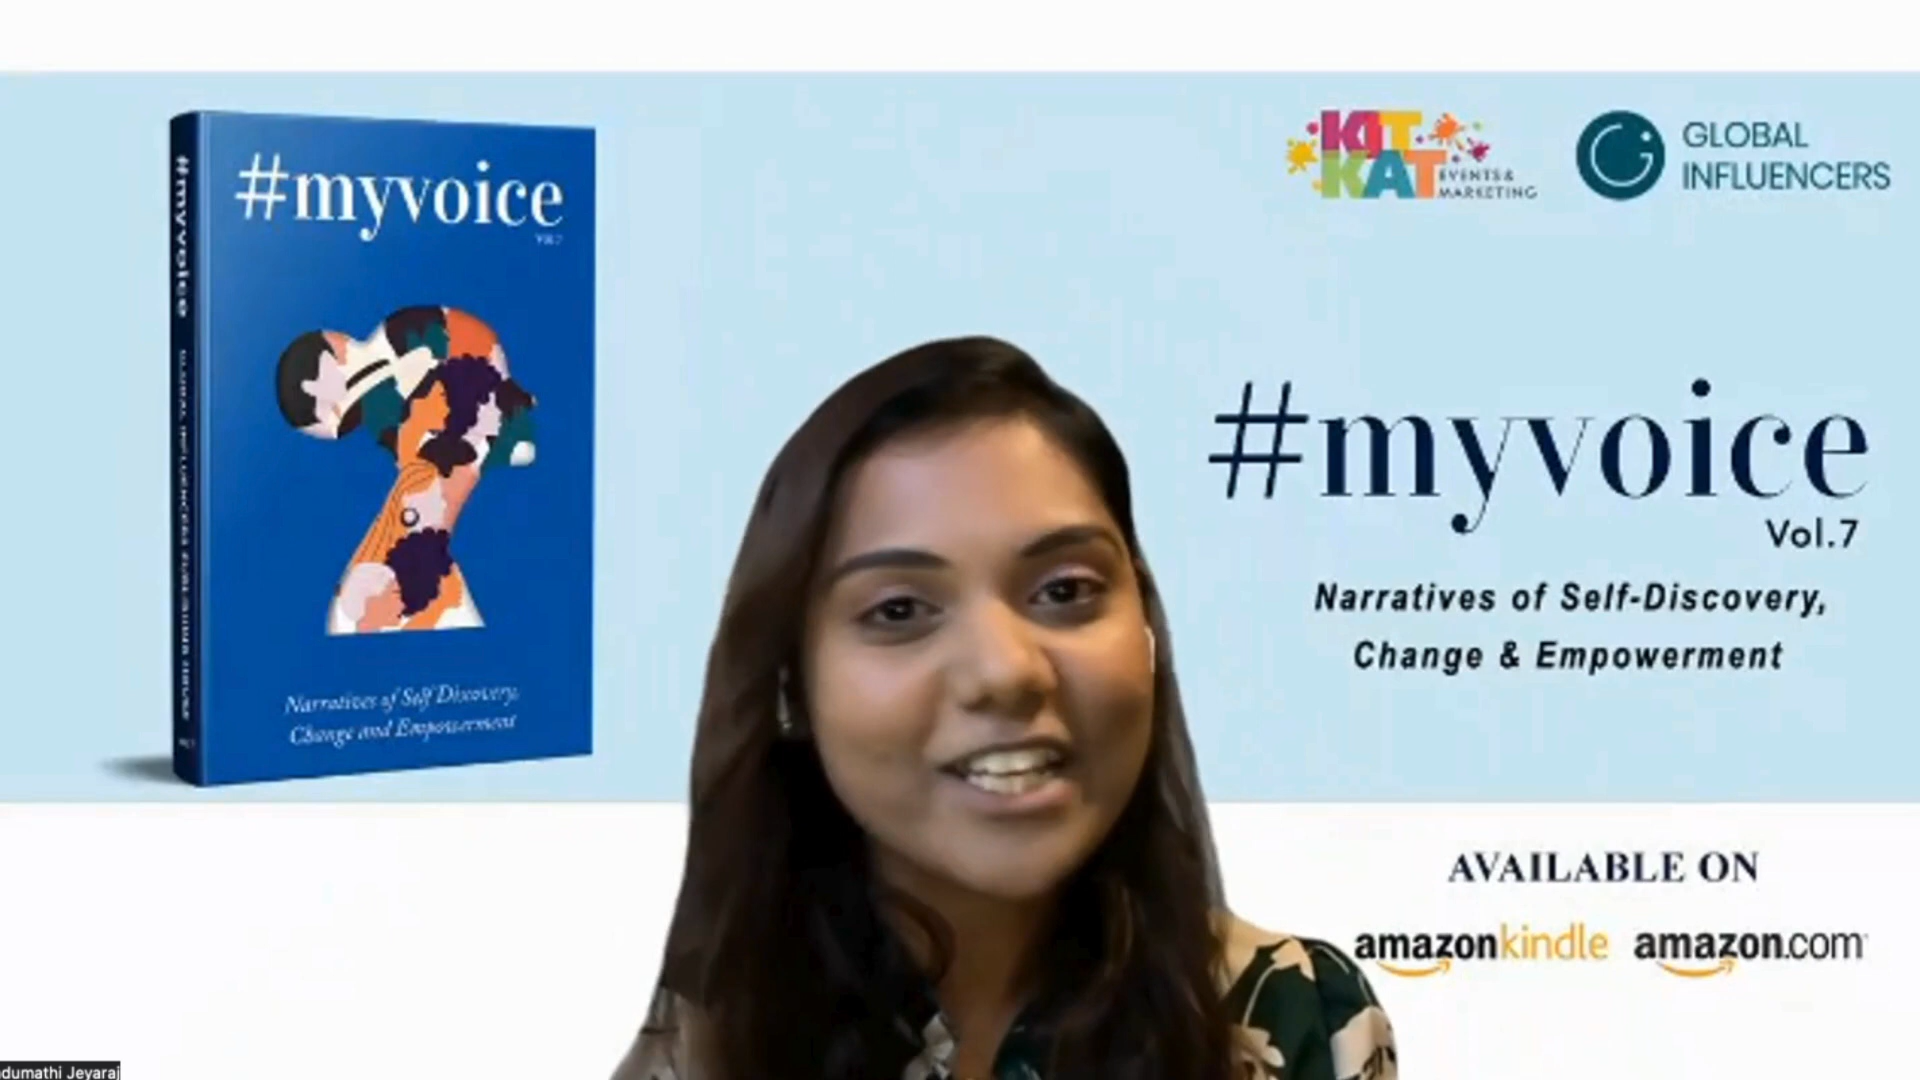 #myvoice
Vol.7
Narratives of Self Discovery,
Change and Empowerment
#myvoice
KIT
KAT
EVENTS &
MARKETING
GLOBAL
INFLUENCERS
#myvoice
Vol.7
Narratives of Self-Discovery,
Change & Empowerment
AVAILABLE ON
amazonkindle amazon.com
dumathi Jeyaraj